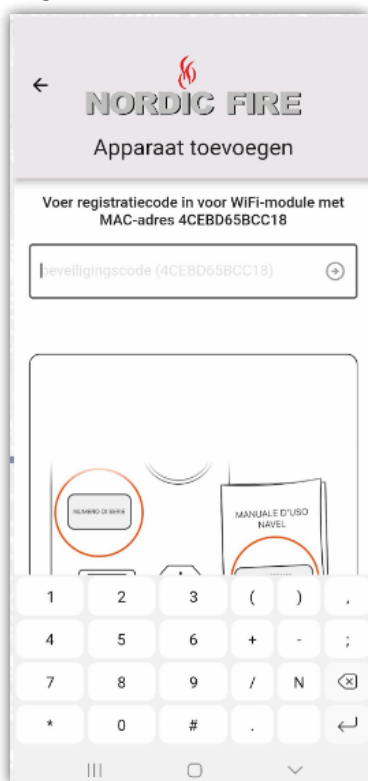 NORDIC FIRE
Apparaat toevoegen
Voer registratiecode in voor WiFi-module met
MAC-adres 4CEBD65BCC18
beveiligingscode (4CEBD65BCC18)
NUMERO DI SERIE
MANUALE D'USO
NAVEL
1 2 3 ( ) ,
4 5 6 + - ;
7 8 9 / N
* 0 # .